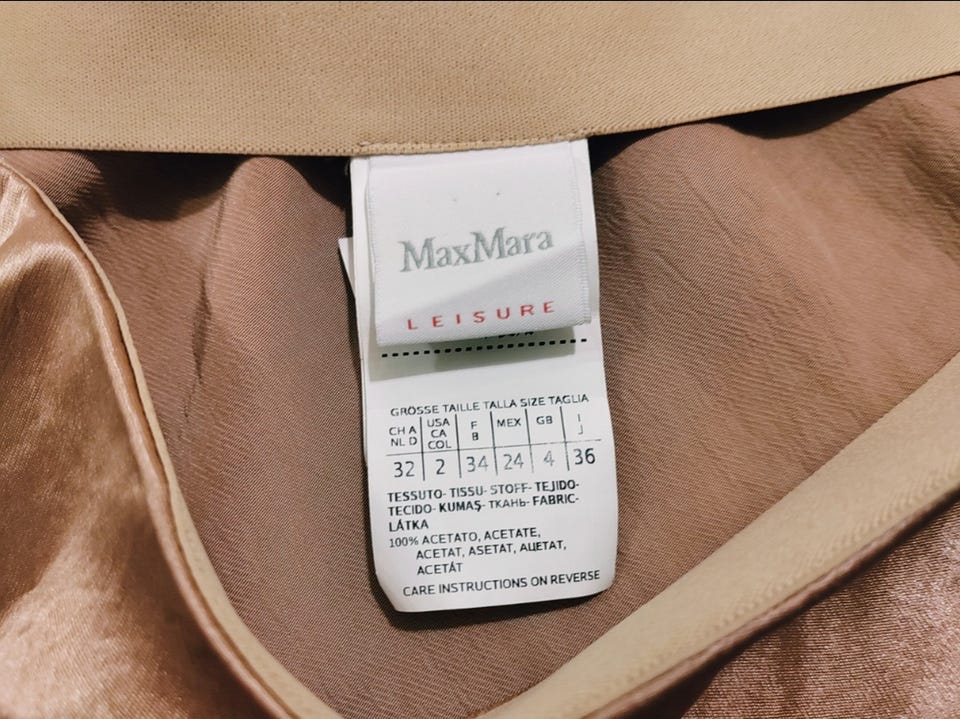 MaxMara
LEISURE
GRÖSSE TAILLE TALLA SIZE TAGLIA
CH A NL D
USA CA COL
F B
MEX
GB
I J
32 2 34 24 4 36
TESSUTO- TISSU- STOFF- TEJIDO-
TECIDO- KUMAŞ- ТКАНЬ- FABRIC-
LÁTKA
100% ACETATO, ACETATE,
ACETAT, ASETAT, АЦЕТАТ,
ACETÁT
CARE INSTRUCTIONS ON REVERSE